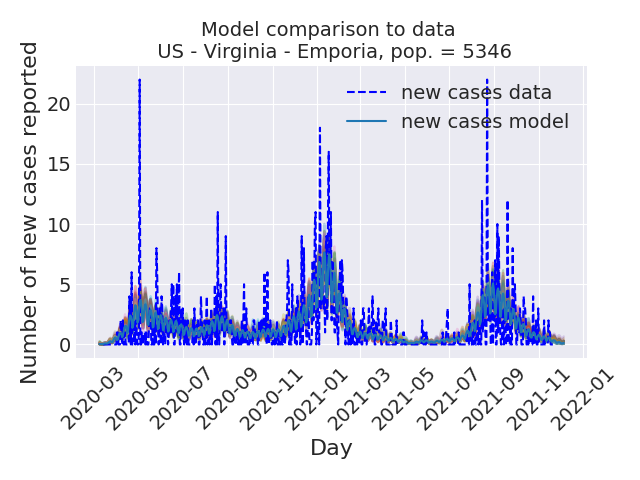 Model comparison to data
US - Virginia - Emporia, pop. = 5346
Number of new cases reported
20
15
10
5
0
new cases data
new cases model
2020-03
2020-05
2020-07
2020-09
2020-11
2021-01
2021-03
2021-05
2021-07
2021-09
2021-11
2022-01
Day